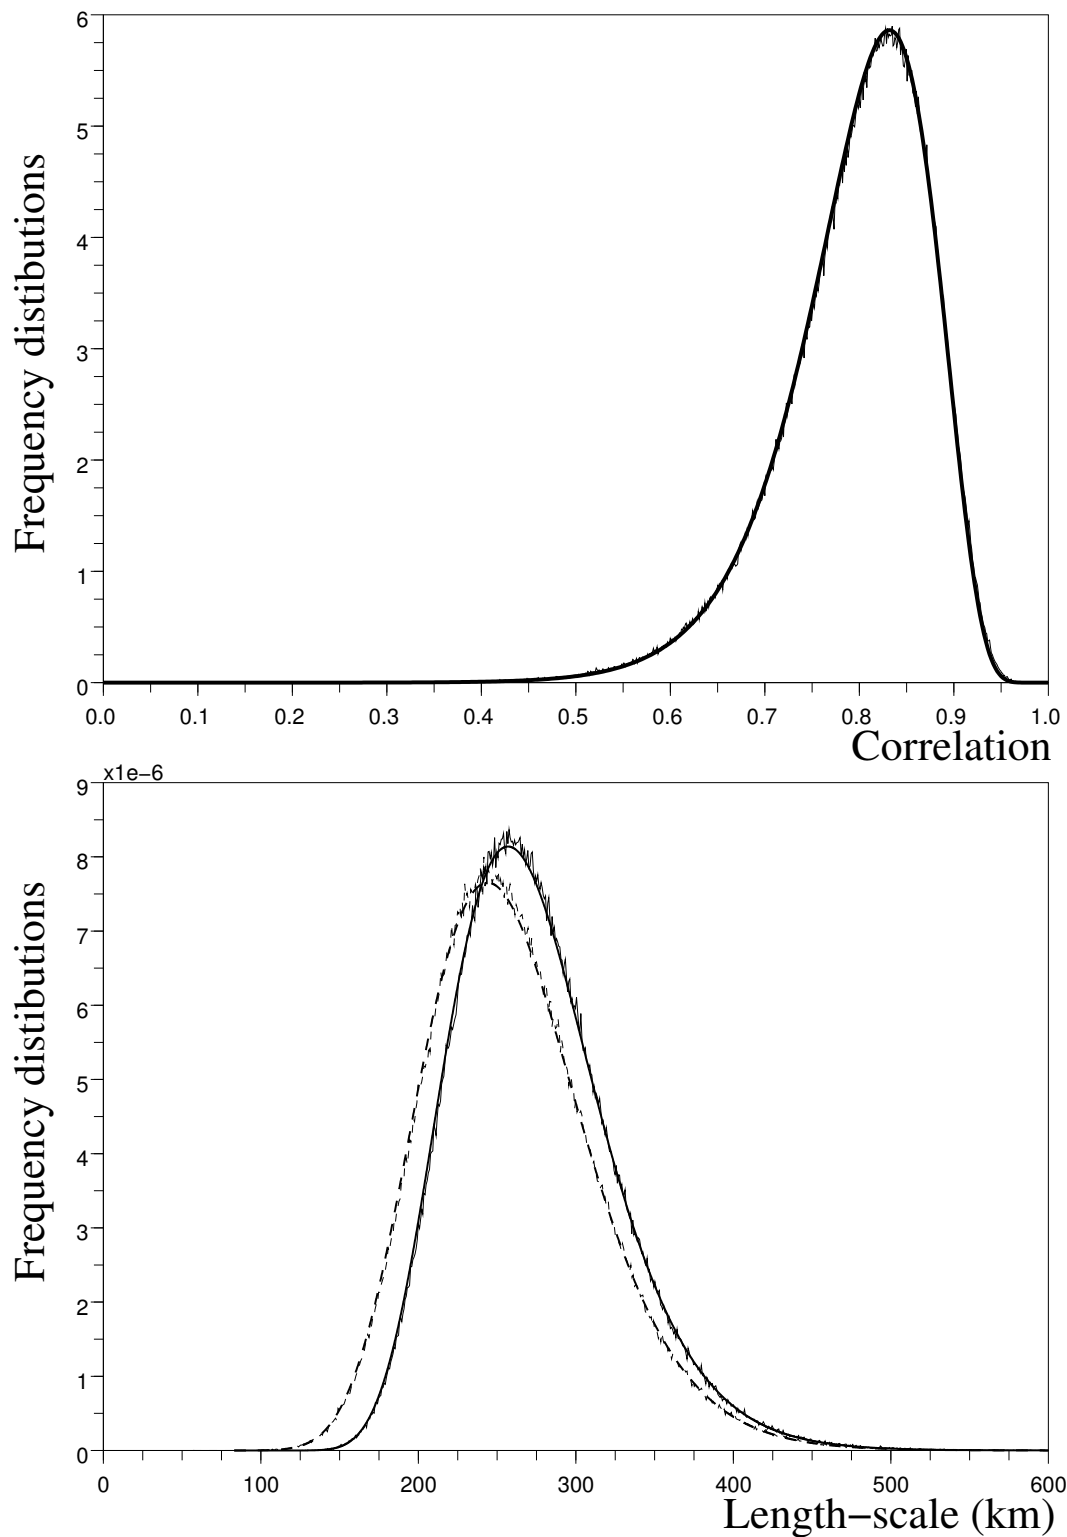 6
5
4
3
2
1
0
Frequency distibutions
0.0 0.1 0.2 0.3 0.4 0.5 0.6 0.7 0.8 0.9 1.0
Correlation
x1e−6
9
8
7
6
5
4
3
2
1
0
Frequency distibutions
0 100 200 300 400 500 600
Length−scale (km)